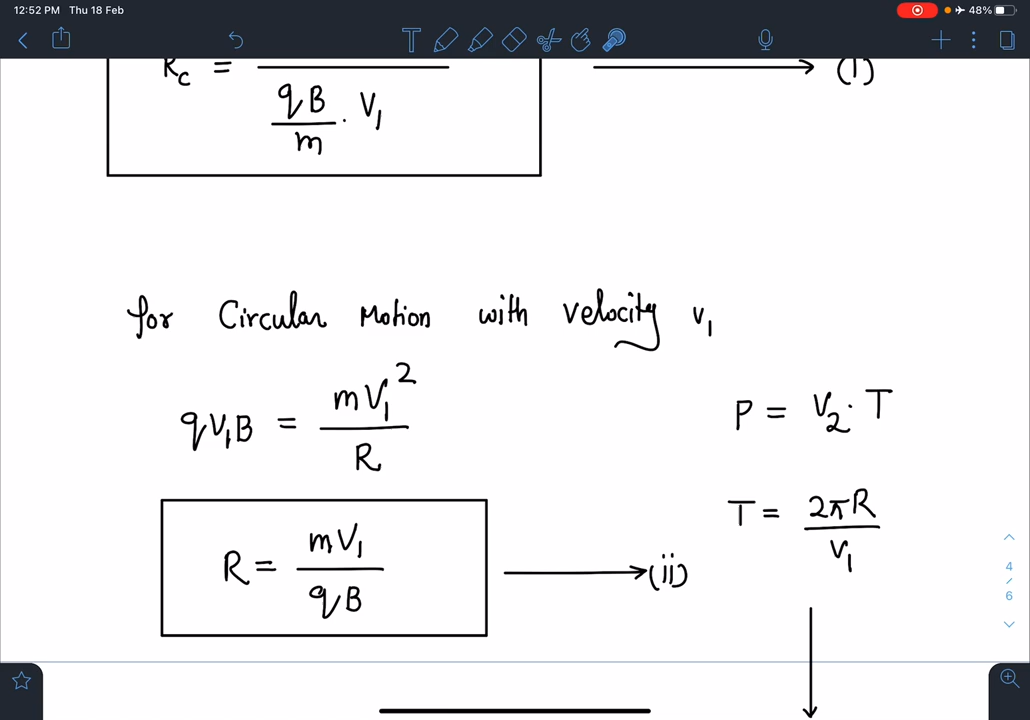 12:52 PM Thu 18 Feb
48%
Rc = ――― (1)
qB/m . V₁
for Circular Motion with velocity v₁
qV₁B = mV₁²/R
P = V₂ · T
T = 2πR/V₁
R = mV₁/qB (ii)
4/6